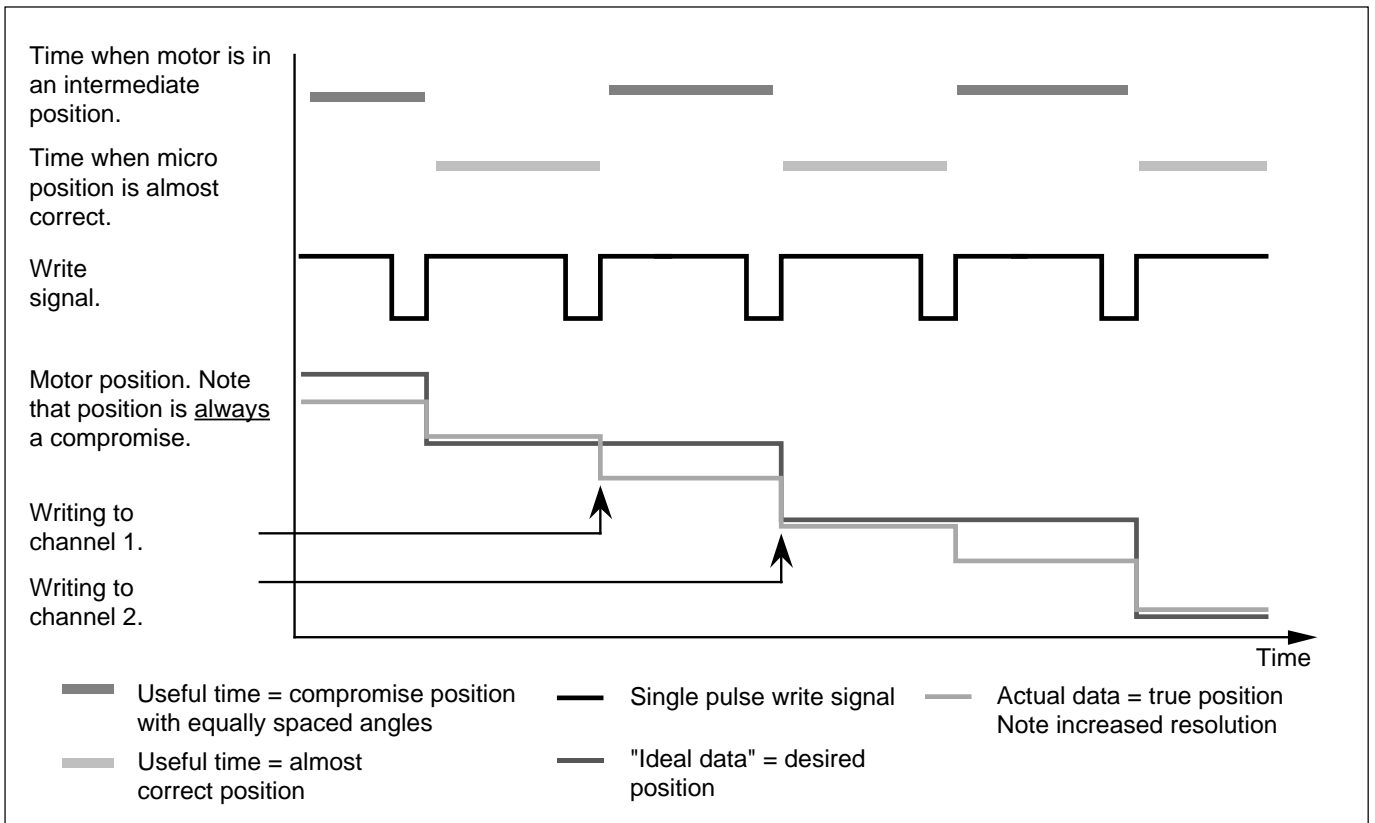 Time when motor is in
an intermediate
position.
Time when micro
position is almost
correct.
Write
signal.
Motor position. Note
that position is always
a compromise.
Writing to
channel 1.
Writing to
channel 2.
Time
Useful time = compromise position
with equally spaced angles
Useful time = almost
correct position
Single pulse write signal
"Ideal data" = desired
position
Actual data = true position
Note increased resolution